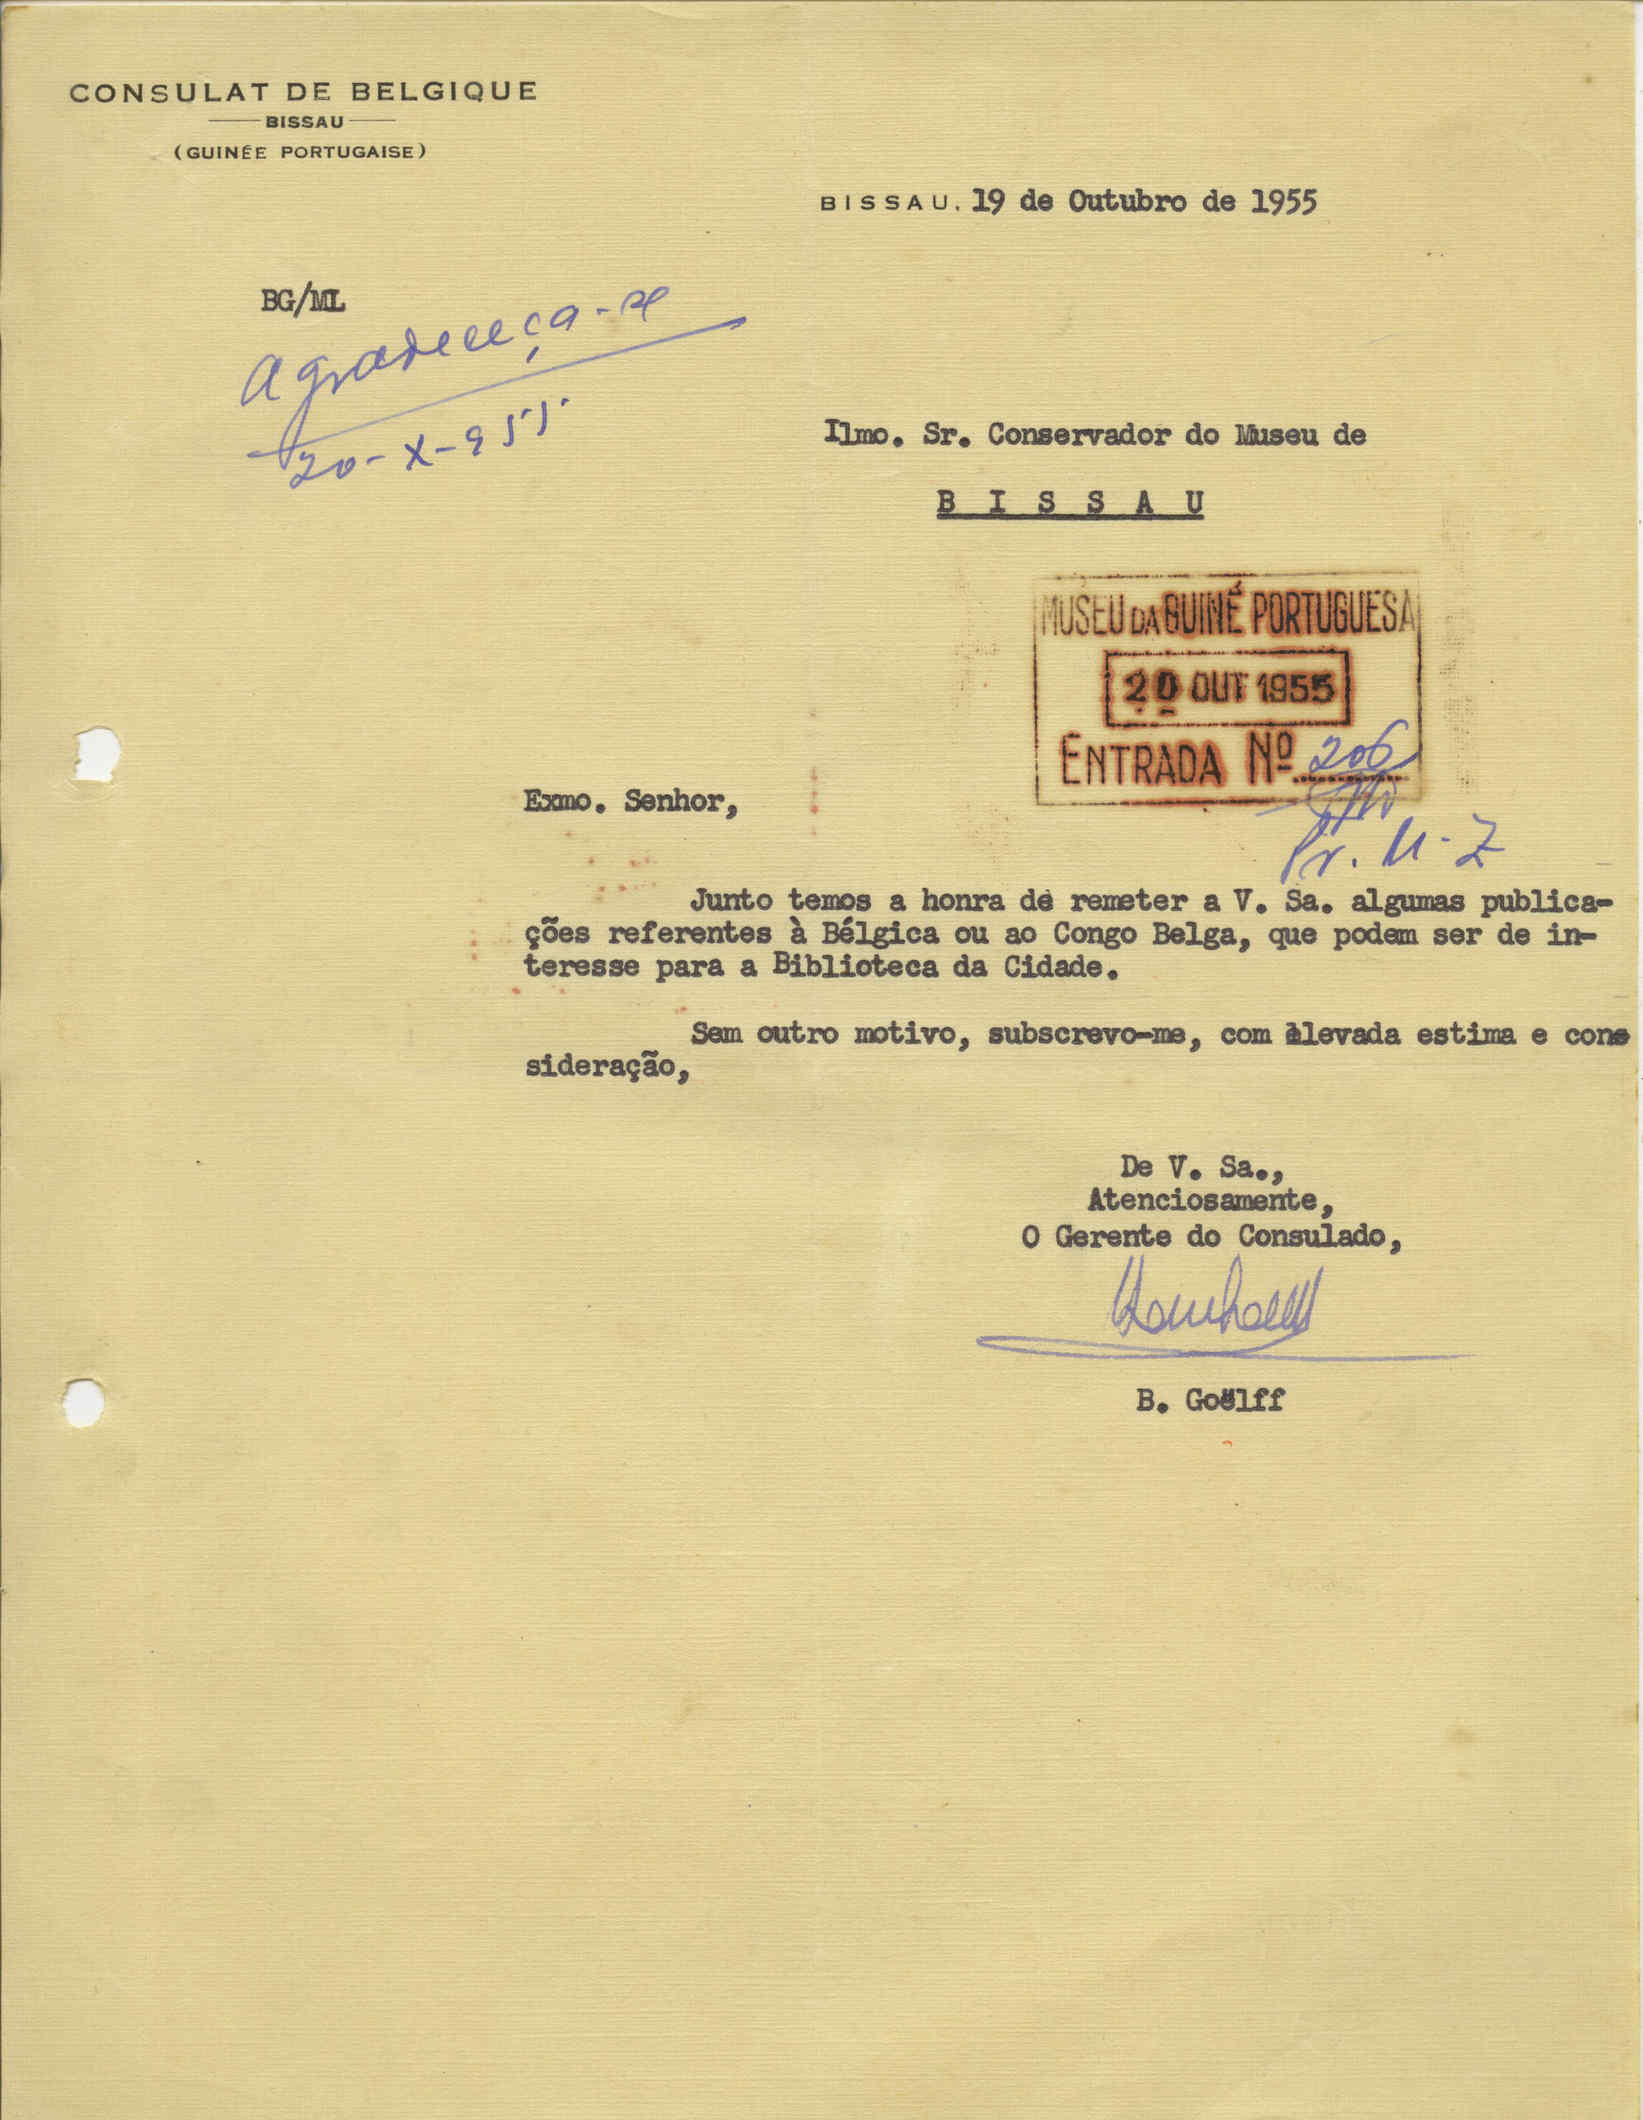 CONSULAT DE BELGIQUE
BISSAU
(GUINÉE PORTUGAISE)
BISSAU, 19 de Outubro de 1955
BG/ML
Agradeeça-se
20-X-955
Ilmo. Sr. Conservador do Museu de
B I S S A U
MUSEU DA GUINÉ PORTUGUESA
20 OUT 1955
ENTRADA Nº 206
Pr. M-Z
Exmo. Senhor,
Junto temos a honra de remeter a V. Sa. algumas publica-
ções referentes à Bélgica ou ao Congo Belga, que podem ser de in-
teresse para a Biblioteca da Cidade.
Sem outro motivo, subscrevo-me, com elevada estima e con
sideração,
De V. Sa.,
Atenciosamente,
O Gerente do Consulado,
B. Goëlff